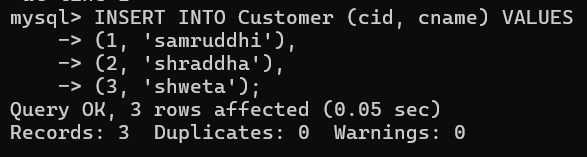 mysql> INSERT INTO Customer (cid, cname) VALUES
    -> (1, 'samruddhi'),
    -> (2, 'shraddha'),
    -> (3, 'shweta');
Query OK, 3 rows affected (0.05 sec)
Records: 3  Duplicates: 0  Warnings: 0